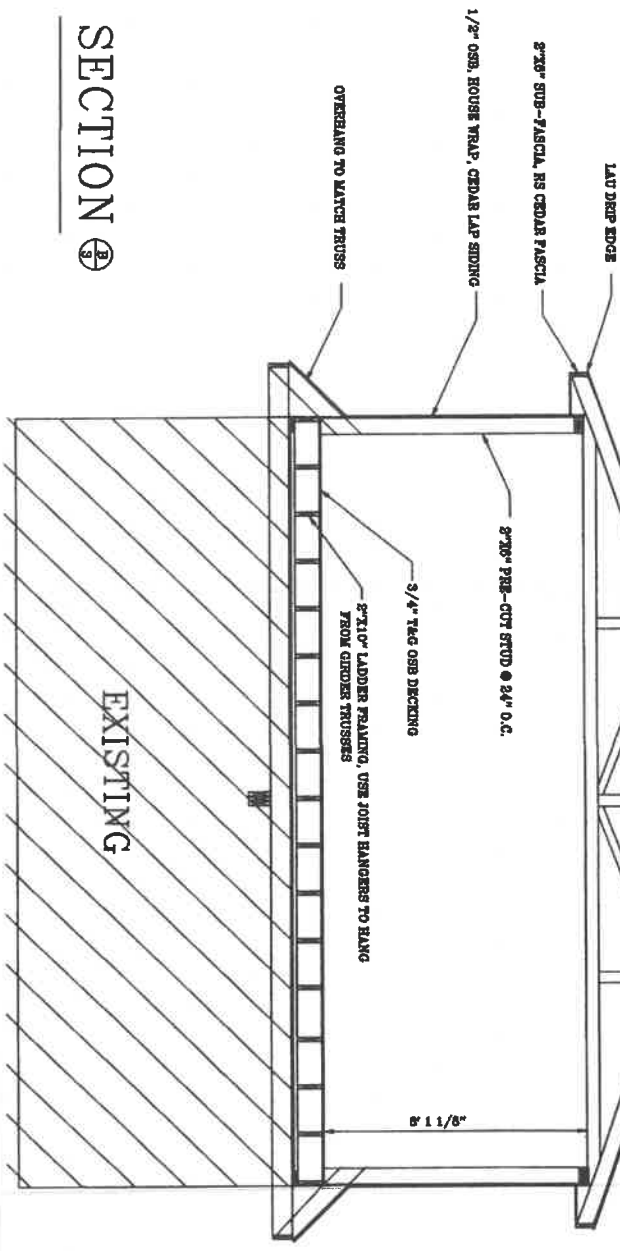 LAU DRIP EDGE
2"X6" SUB-FASCIA, RS CEDAR FASCIA
1/2" OSB, HOUSE WRAP, CEDAR LAP SIDING
2"X6" PRE-CUT STUD @ 24" O.C.
OVERHANG TO MATCH TRUSS
3/4" T&G OSB DECKING
2"X10" LADDER FRAMING, USE JOIST HANGERS TO HANG
FROM GIRDER TRUSSES
8' 1 1/8"
EXISTING
SECTION
B
3